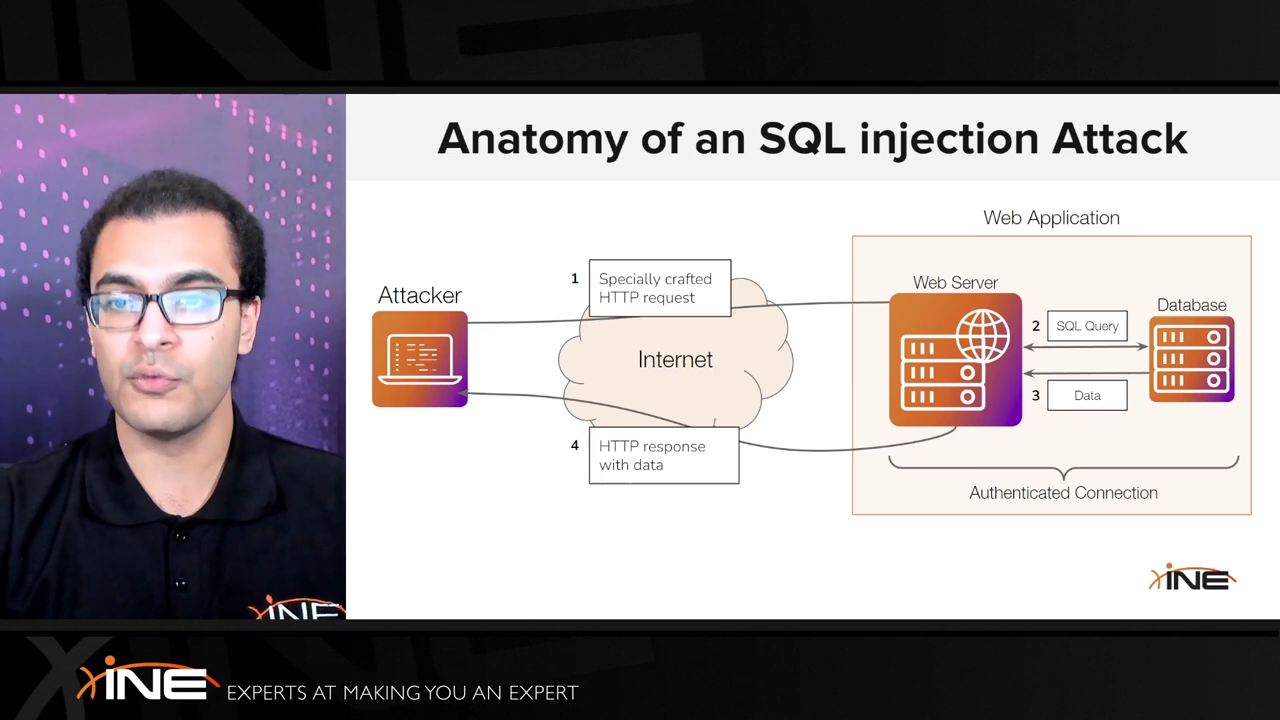 Anatomy of an SQL injection Attack
Web Application
Attacker
1
Specially crafted
HTTP request
Internet
4
HTTP response
with data
Web Server
Database
2
SQL Query
3
Data
Authenticated Connection
INE
INE
INE
EXPERTS AT MAKING YOU AN EXPERT